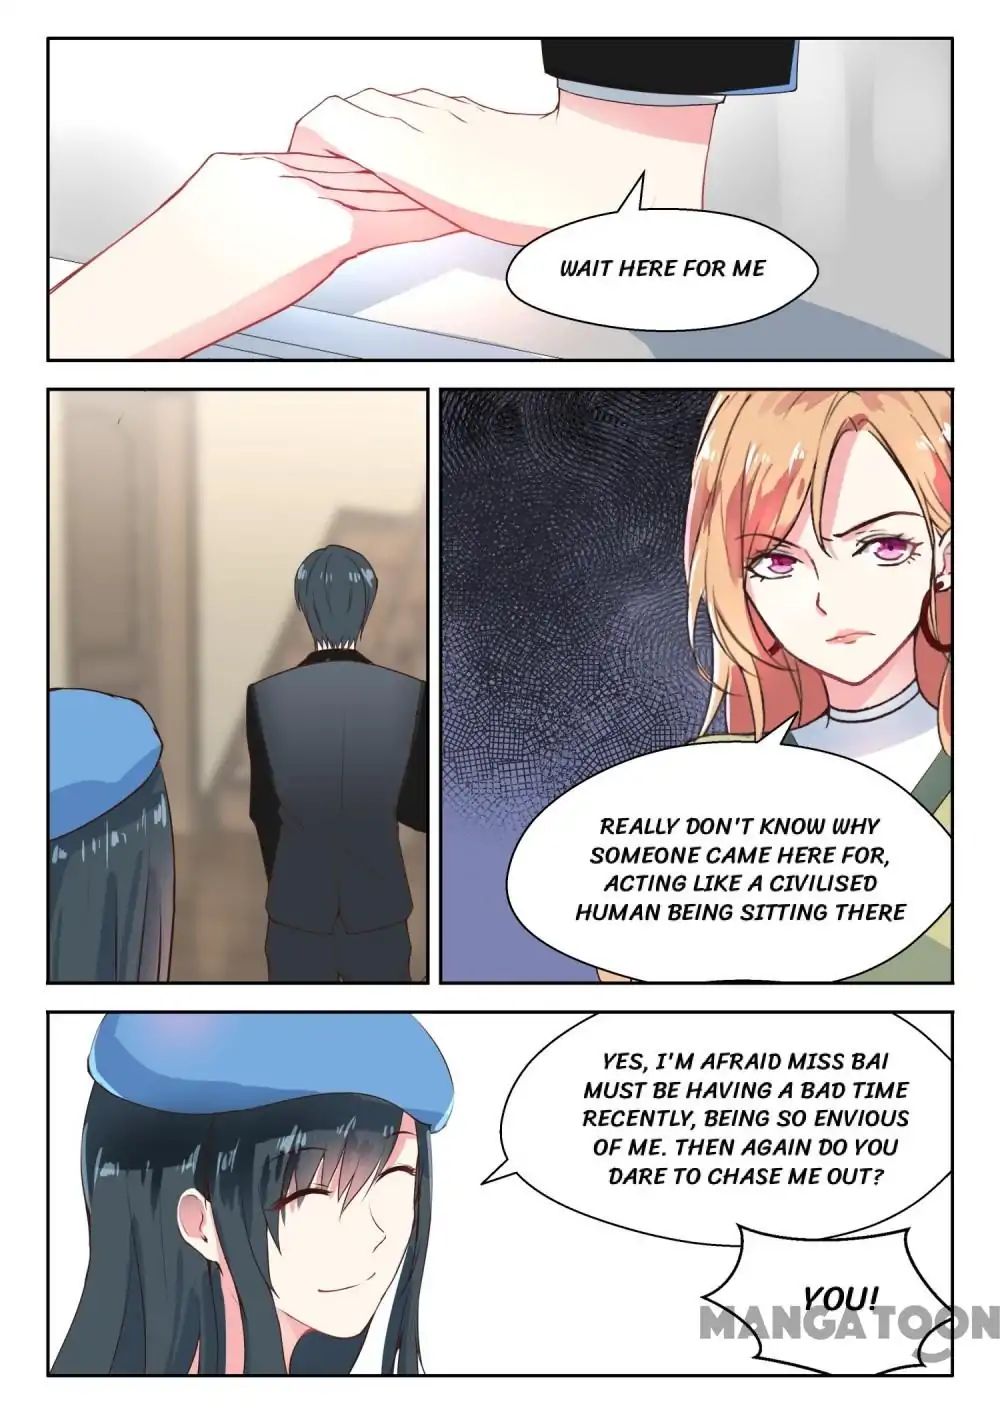 WAIT HERE FOR ME
REALLY DON'T KNOW WHY
SOMEONE CAME HERE FOR,
ACTING LIKE A CIVILISED
HUMAN BEING SITTING THERE
YES, I'M AFRAID MISS BAI
MUST BE HAVING A BAD TIME
RECENTLY, BEING SO ENVIOUS
OF ME. THEN AGAIN DO YOU
DARE TO CHASE ME OUT?
YOU!
MANGATOON